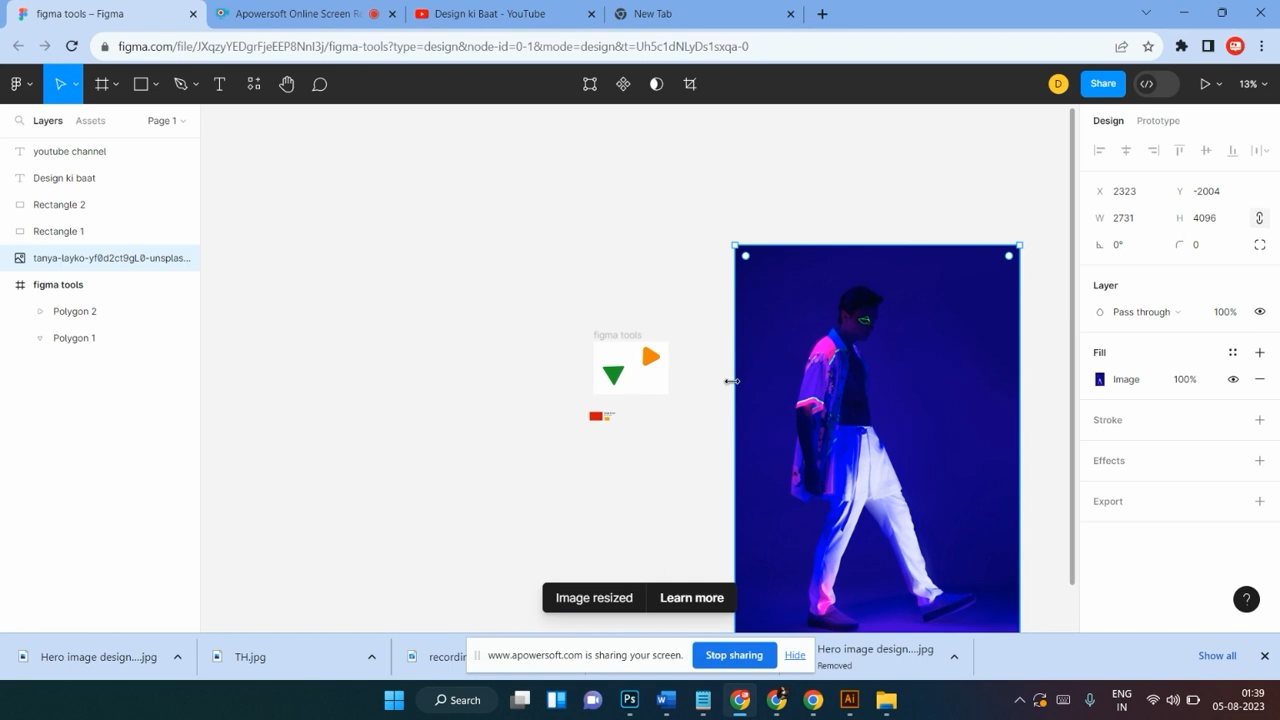 figma tools – Figma
Apowersoft Online Screen Ra
Design ki Baat - YouTube
New Tab
figma.com/file/JXqzyYEDgrFjeEEP8NnI3j/figma-tools?type=design&node-id=0-1&mode=design&t=Uh5c1dNLyDs1sxqa-0
D
Share
13%
Layers
Assets
Page 1
youtube channel
Design ki baat
Rectangle 2
Rectangle 1
tanya-layko-yf0d2ct9gL0-unsplas...
figma tools
Polygon 2
Polygon 1
figma tools
Image resized
Learn more
Design
Prototype
X 2323
Y -2004
W 2731
H 4096
0°
0
Layer
Pass through
100%
Fill
Image
100%
Stroke
Effects
Export
?
Hero image design....jpg
TH.jpg
recordin
www.apowersoft.com is sharing your screen.
Stop sharing
Hide
Hero image design....jpg
Removed
Show all
Search
ENG
IN
01:39
05-08-2023